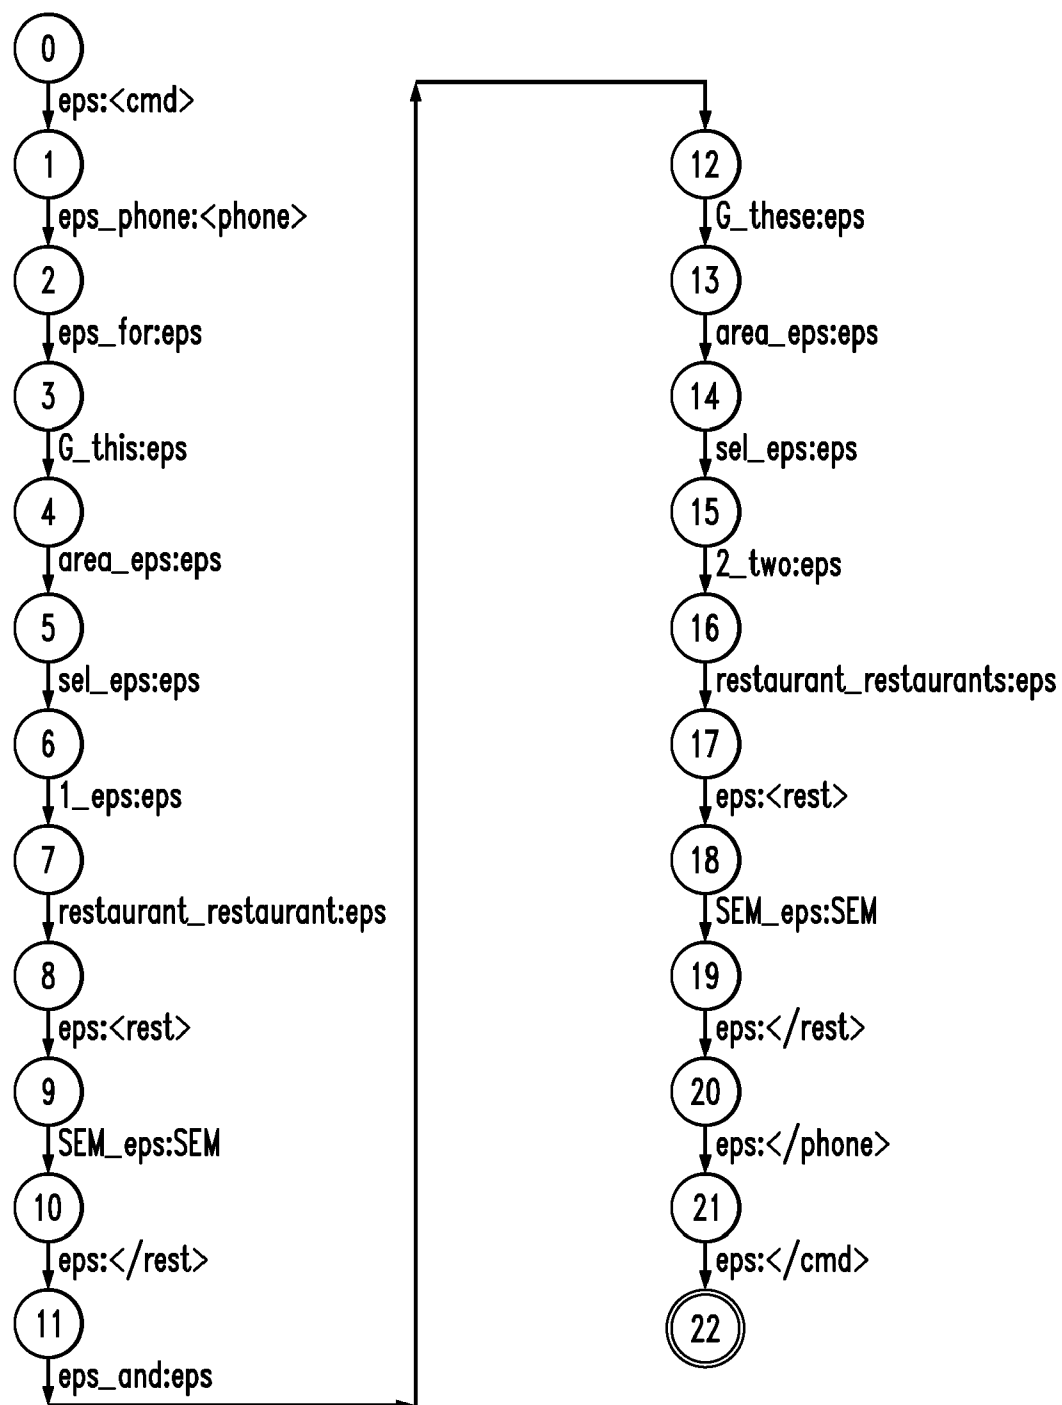 0
eps:<cmd>
1
eps_phone:<phone>
2
eps_for:eps
3
G_this:eps
4
area_eps:eps
5
sel_eps:eps
6
1_eps:eps
7
restaurant_restaurant:eps
8
eps:<rest>
9
SEM_eps:SEM
10
eps:</rest>
11
eps_and:eps
12
G_these:eps
13
area_eps:eps
14
sel_eps:eps
15
2_two:eps
16
restaurant_restaurants:eps
17
eps:<rest>
18
SEM_eps:SEM
19
eps:</rest>
20
eps:</phone>
21
eps:</cmd>
22